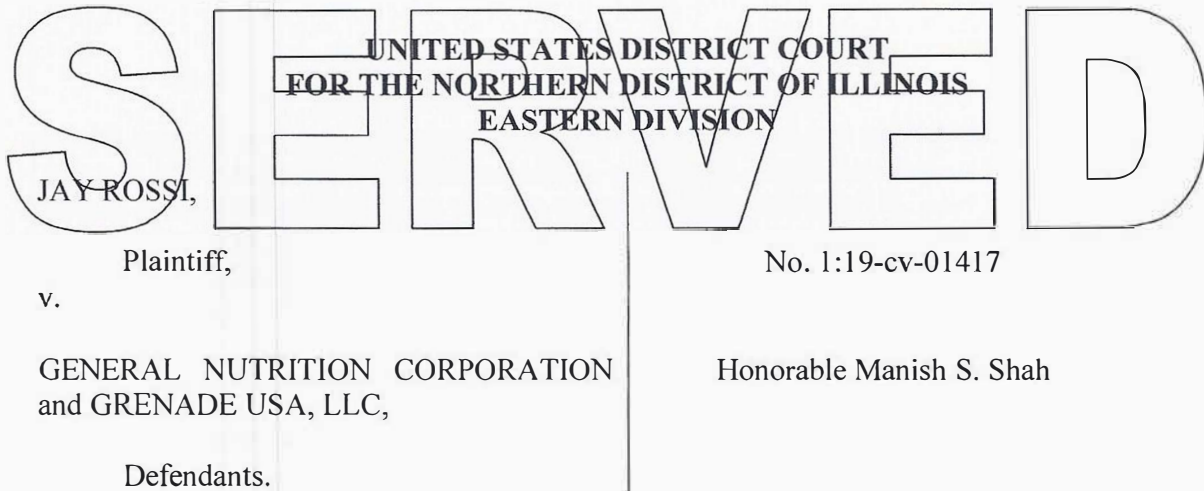 SERVED
UNITED STATES DISTRICT COURT
FOR THE NORTHERN DISTRICT OF ILLINOIS
EASTERN DIVISION
JAY ROSSI,
Plaintiff,
v.
GENERAL NUTRITION CORPORATION
and GRENADE USA, LLC,
Defendants.
No. 1:19-cv-01417
Honorable Manish S. Shah